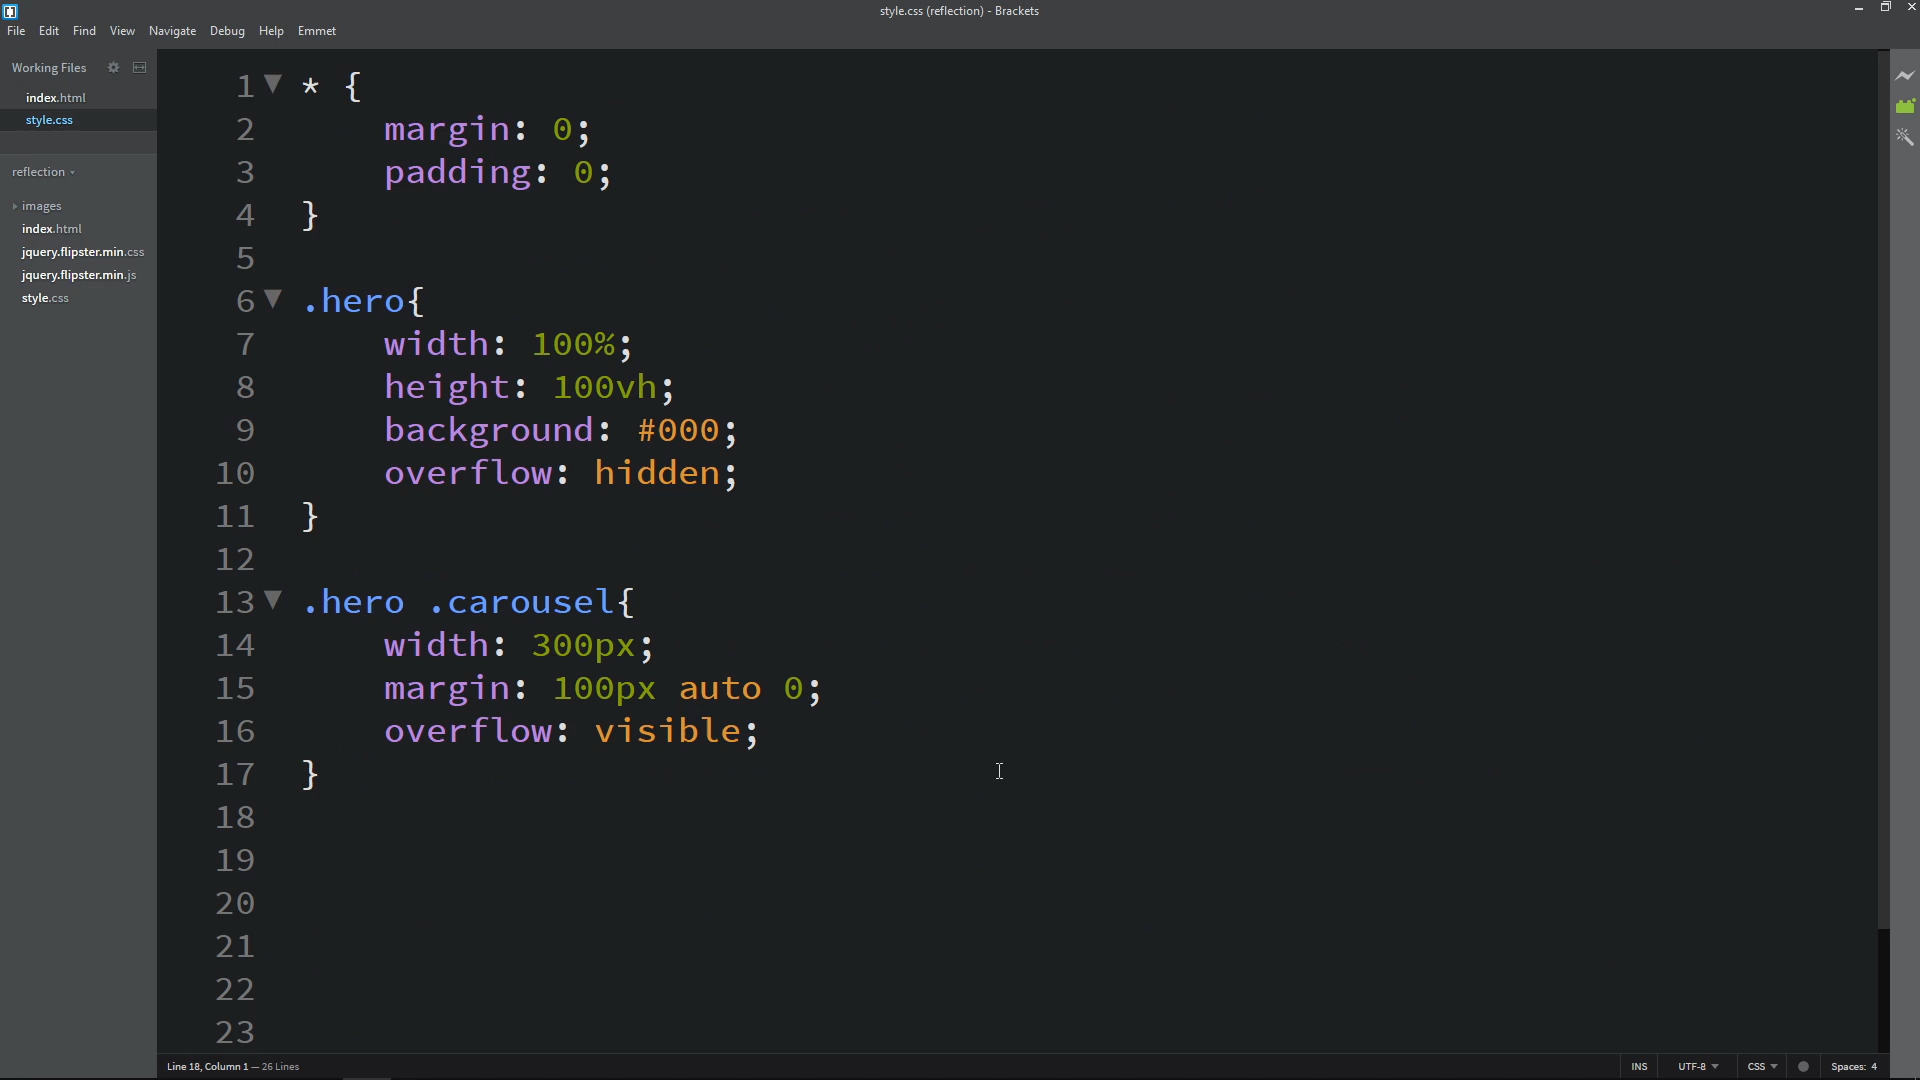 style.css (reflection) - Brackets
File Edit Find View Navigate Debug Help Emmet
Working Files
index.html
style.css
reflection
images
index.html
jquery.flipster.min.css
jquery.flipster.min.js
style.css
1 * {
2 margin: 0;
3 padding: 0;
4 }
5
6 .hero{
7 width: 100%;
8 height: 100vh;
9 background: #000;
10 overflow: hidden;
11 }
12
13 .hero .carousel{
14 width: 300px;
15 margin: 100px auto 0;
16 overflow: visible;
17 }
18
19
20
21
22
23
Line 18, Column 1 — 26 Lines INS UTF-8 CSS Spaces: 4